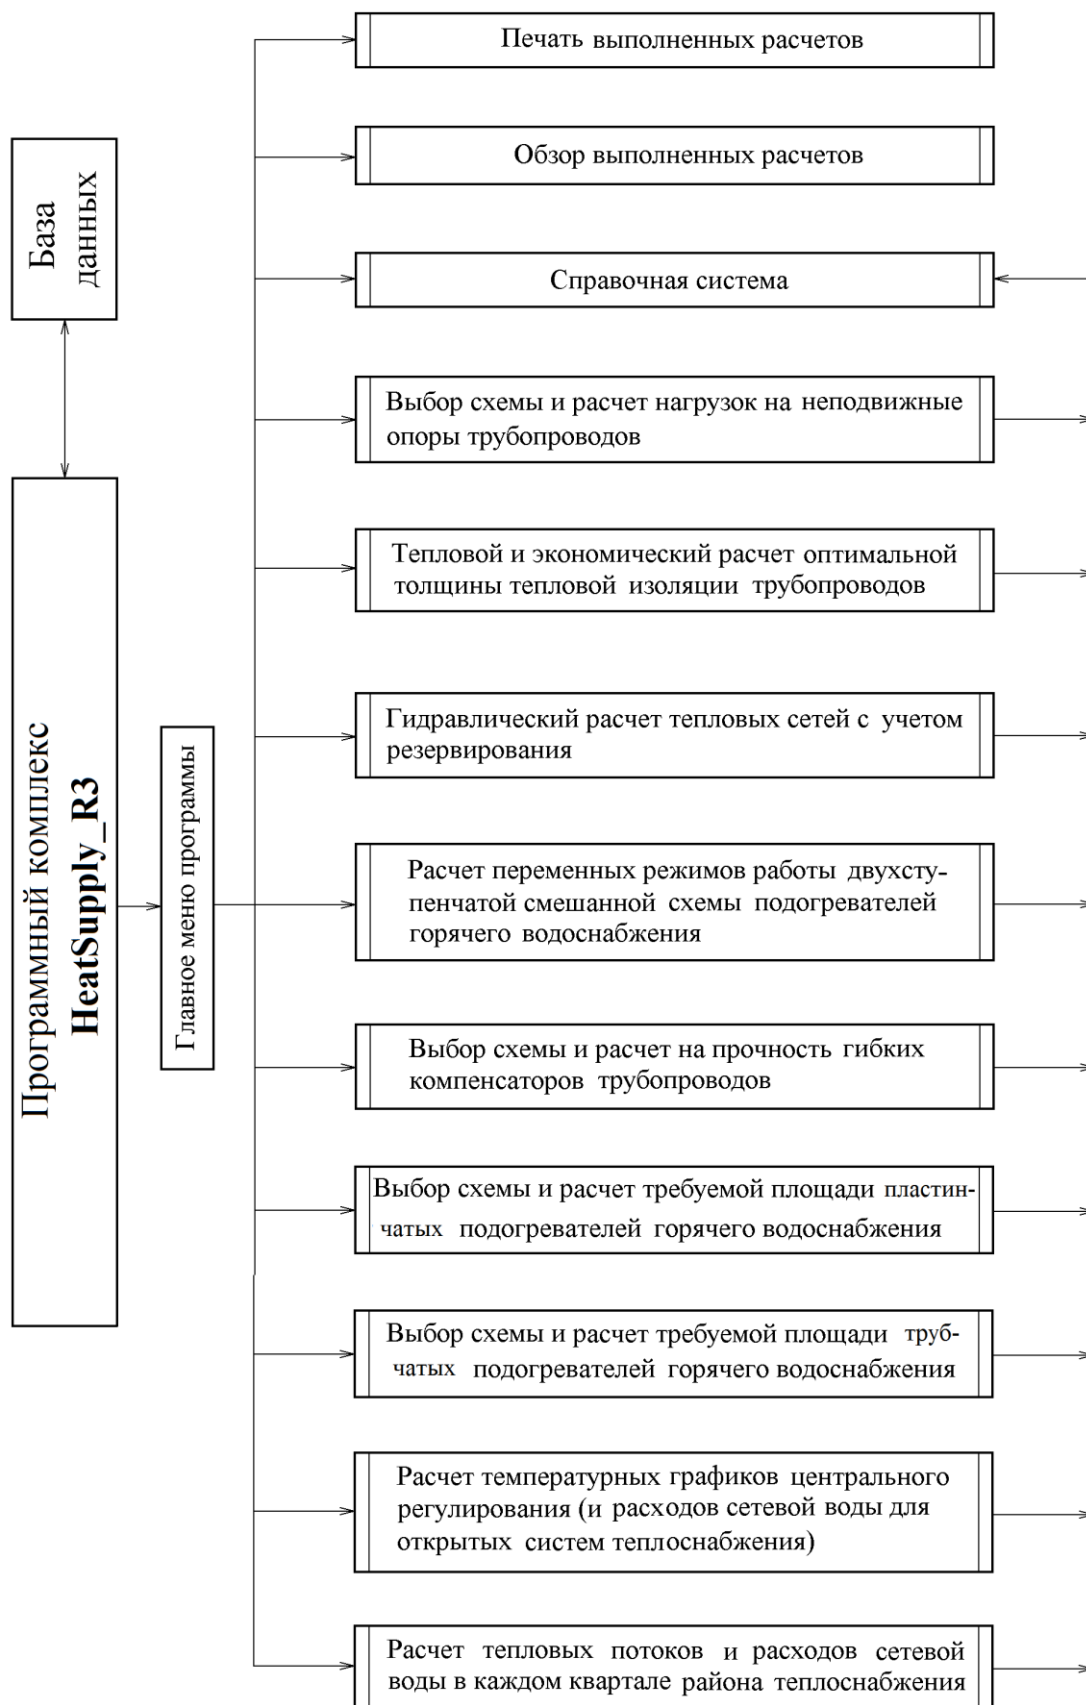 Печать выполненных расчетов
Обзор выполненных расчетов
Справочная система
Выбор схемы и расчет нагрузок на неподвижные
опоры трубопроводов
Тепловой и экономический расчет оптимальной
толщины тепловой изоляции трубопроводов
Гидравлический расчет тепловых сетей с учетом
резервирования
Расчет переменных режимов работы двухсту-
пенчатой смешанной схемы подогревателей
горячего водоснабжения
Выбор схемы и расчет на прочность гибких
компенсаторов трубопроводов
Выбор схемы и расчет требуемой площади пластин-
чатых подогревателей горячего водоснабжения
Выбор схемы и расчет требуемой площади труб-
чатых подогревателей горячего водоснабжения
Расчет температурных графиков центрального
регулирования (и расходов сетевой воды для
открытых систем теплоснабжения)
Расчет тепловых потоков и расходов сетевой
воды в каждом квартале района теплоснабжения
База
данных
Программный комплекс
HeatSupply_R3
Главное меню программы